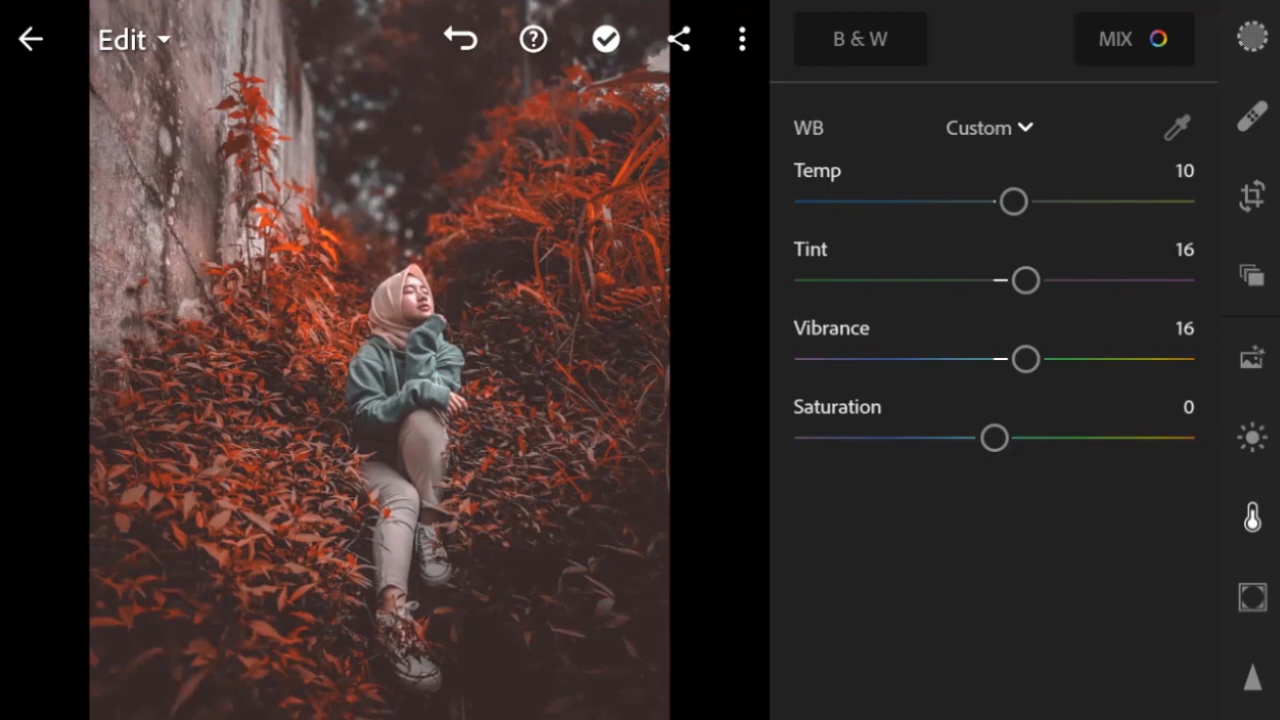 Edit
B & W
MIX
WB
Custom
Temp
10
Tint
16
Vibrance
16
Saturation
0